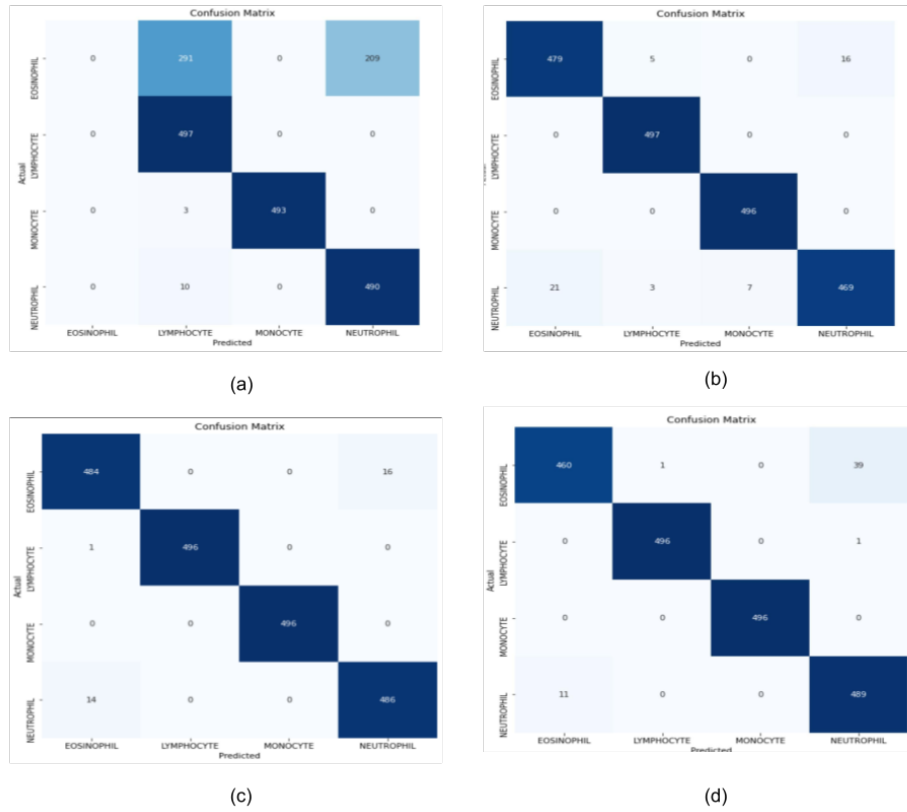 Confusion Matrix
EOSINOPHIL 0 291 0 209
LYMPHOCYTE 0 497 0 0
Actual
MONOCYTE 0 3 493 0
NEUTROPHIL 0 10 0 490
EOSINOPHIL LYMPHOCYTE MONOCYTE NEUTROPHIL
Predicted
(a)
Confusion Matrix
EOSINOPHIL 479 5 0 16
LYMPHOCYTE 0 497 0 0
MONOCYTE 0 0 496 0
NEUTROPHIL 21 3 7 469
EOSINOPHIL LYMPHOCYTE MONOCYTE NEUTROPHIL
Predicted
(b)
Confusion Matrix
EOSINOPHIL 484 0 0 16
LYMPHOCYTE 1 496 0 0
Actual
MONOCYTE 0 0 496 0
NEUTROPHIL 14 0 0 486
EOSINOPHIL LYMPHOCYTE MONOCYTE NEUTROPHIL
Predicted
(c)
Confusion Matrix
EOSINOPHIL 460 1 0 39
LYMPHOCYTE 0 496 0 1
Actual
MONOCYTE 0 0 496 0
NEUTROPHIL 11 0 0 489
EOSINOPHIL LYMPHOCYTE MONOCYTE NEUTROPHIL
Predicted
(d)